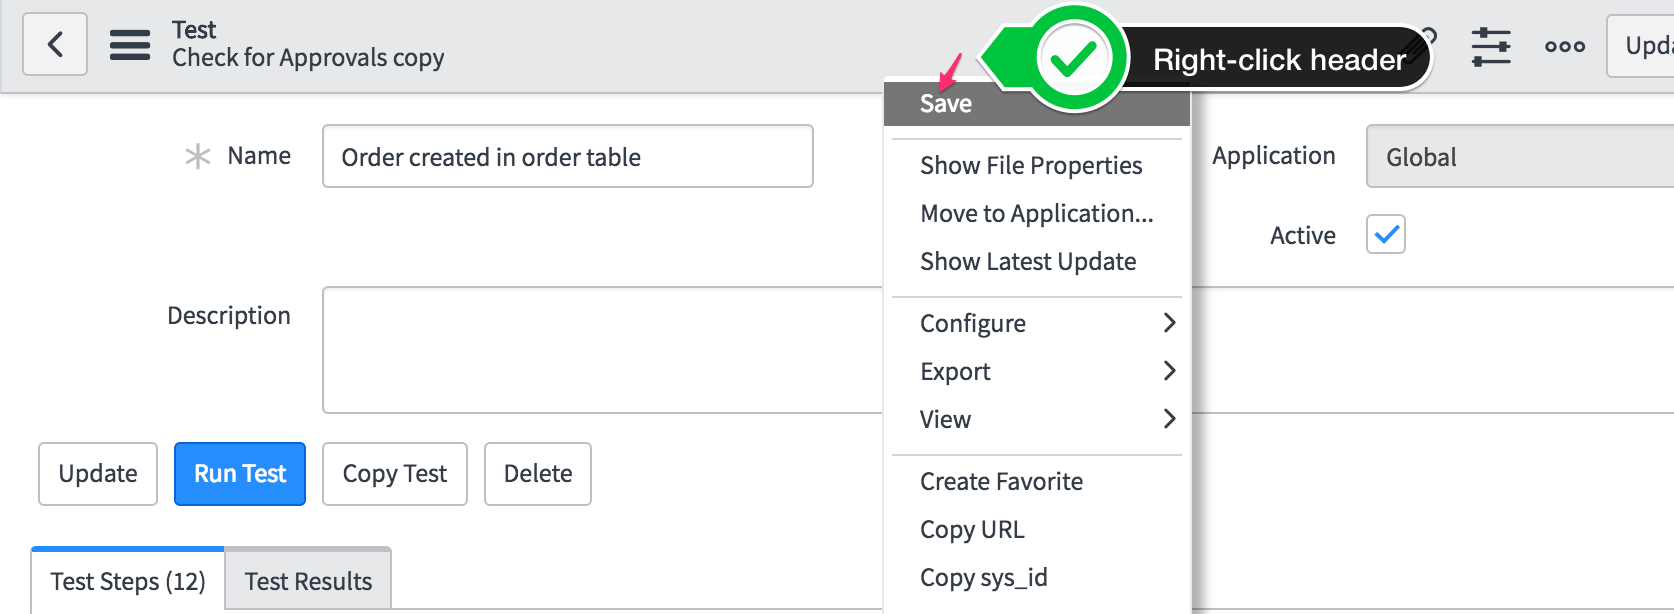 Test
Check for Approvals copy
Right-click header
Save
Name
Order created in order table
Show File Properties
Application
Global
Move to Application...
Active
Show Latest Update
Description
Configure
Export
View
Update
Run Test
Copy Test
Delete
Create Favorite
Copy URL
Test Steps (12)
Test Results
Copy sys_id